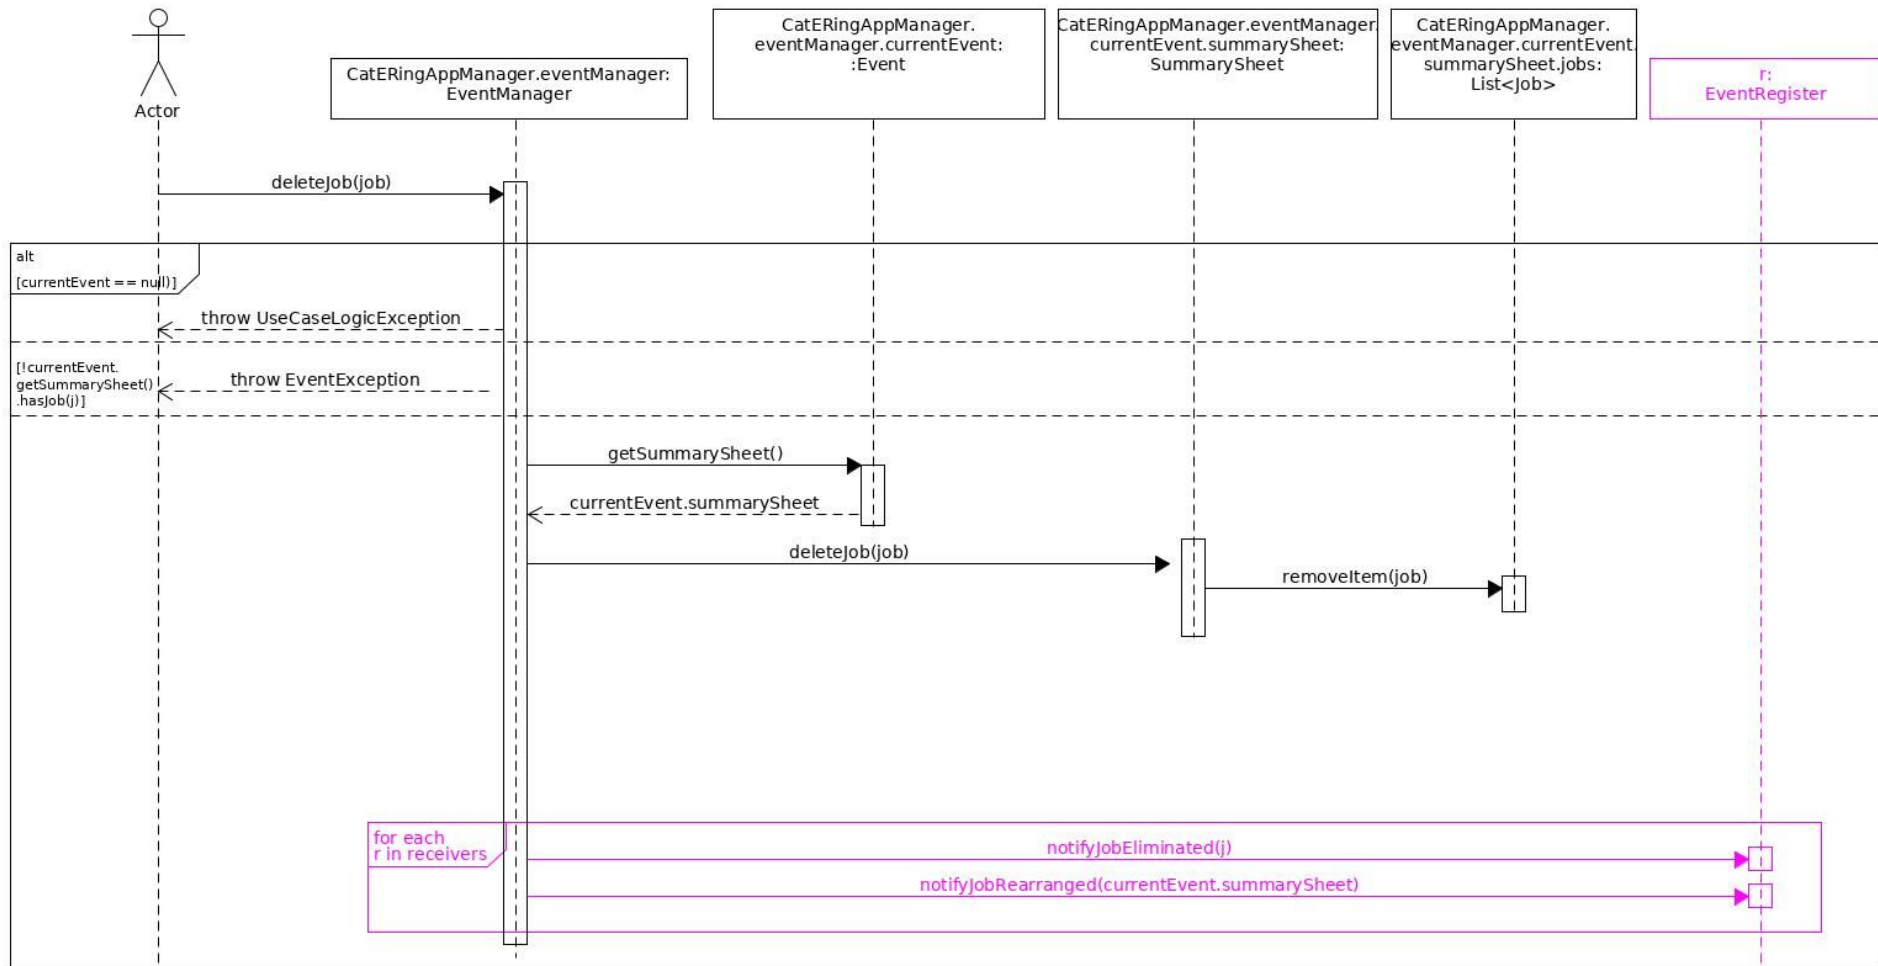 Actor
CatERingAppManager.eventManager:
EventManager
CatERingAppManager.
eventManager.currentEvent:
:Event
CatERingAppManager.eventManager.
currentEvent.summarySheet:
SummarySheet
CatERingAppManager.
eventManager.currentEvent.
summarySheet.jobs:
List<Job>
r:
EventRegister
deleteJob(job)
alt
[currentEvent == null)]
throw UseCaseLogicException
[!currentEvent.
getSummarySheet()
.hasJob(j)]
throw EventException
getSummarySheet()
currentEvent.summarySheet
deleteJob(job)
removeItem(job)
for each
r in receivers
notifyJobEliminated(j)
notifyJobRearranged(currentEvent.summarySheet)